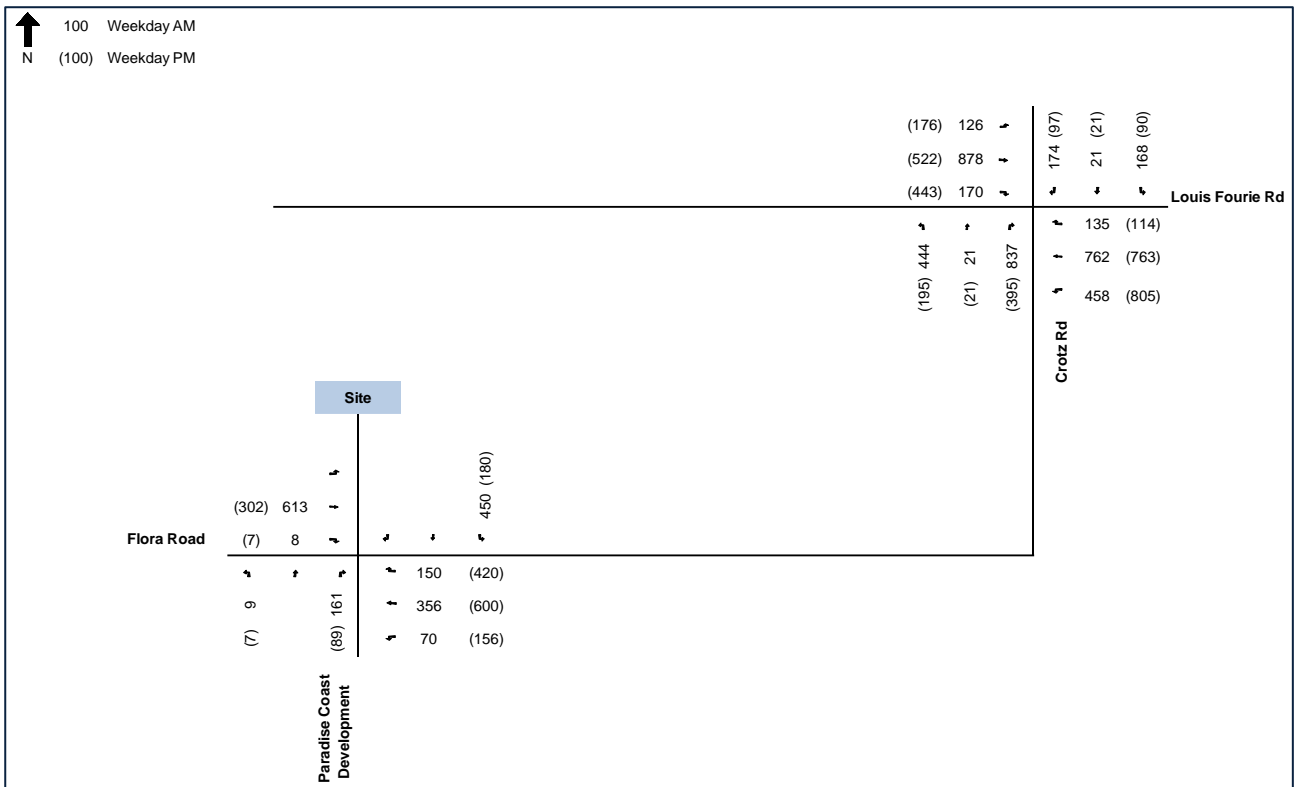 100 Weekday AM
N (100) Weekday PM
(176) 126
(522) 878
(443) 170
174 (97)
21 (21)
168 (90)
Louis Fourie Rd
(195) 444
(21) 21
(395) 837
135 (114)
762 (763)
458 (805)
Crotz Rd
Site
(302) 613
(7) 8
Flora Road
450 (180)
(7) 9
(89) 161
150 (420)
356 (600)
70 (156)
Paradise Coast
Development